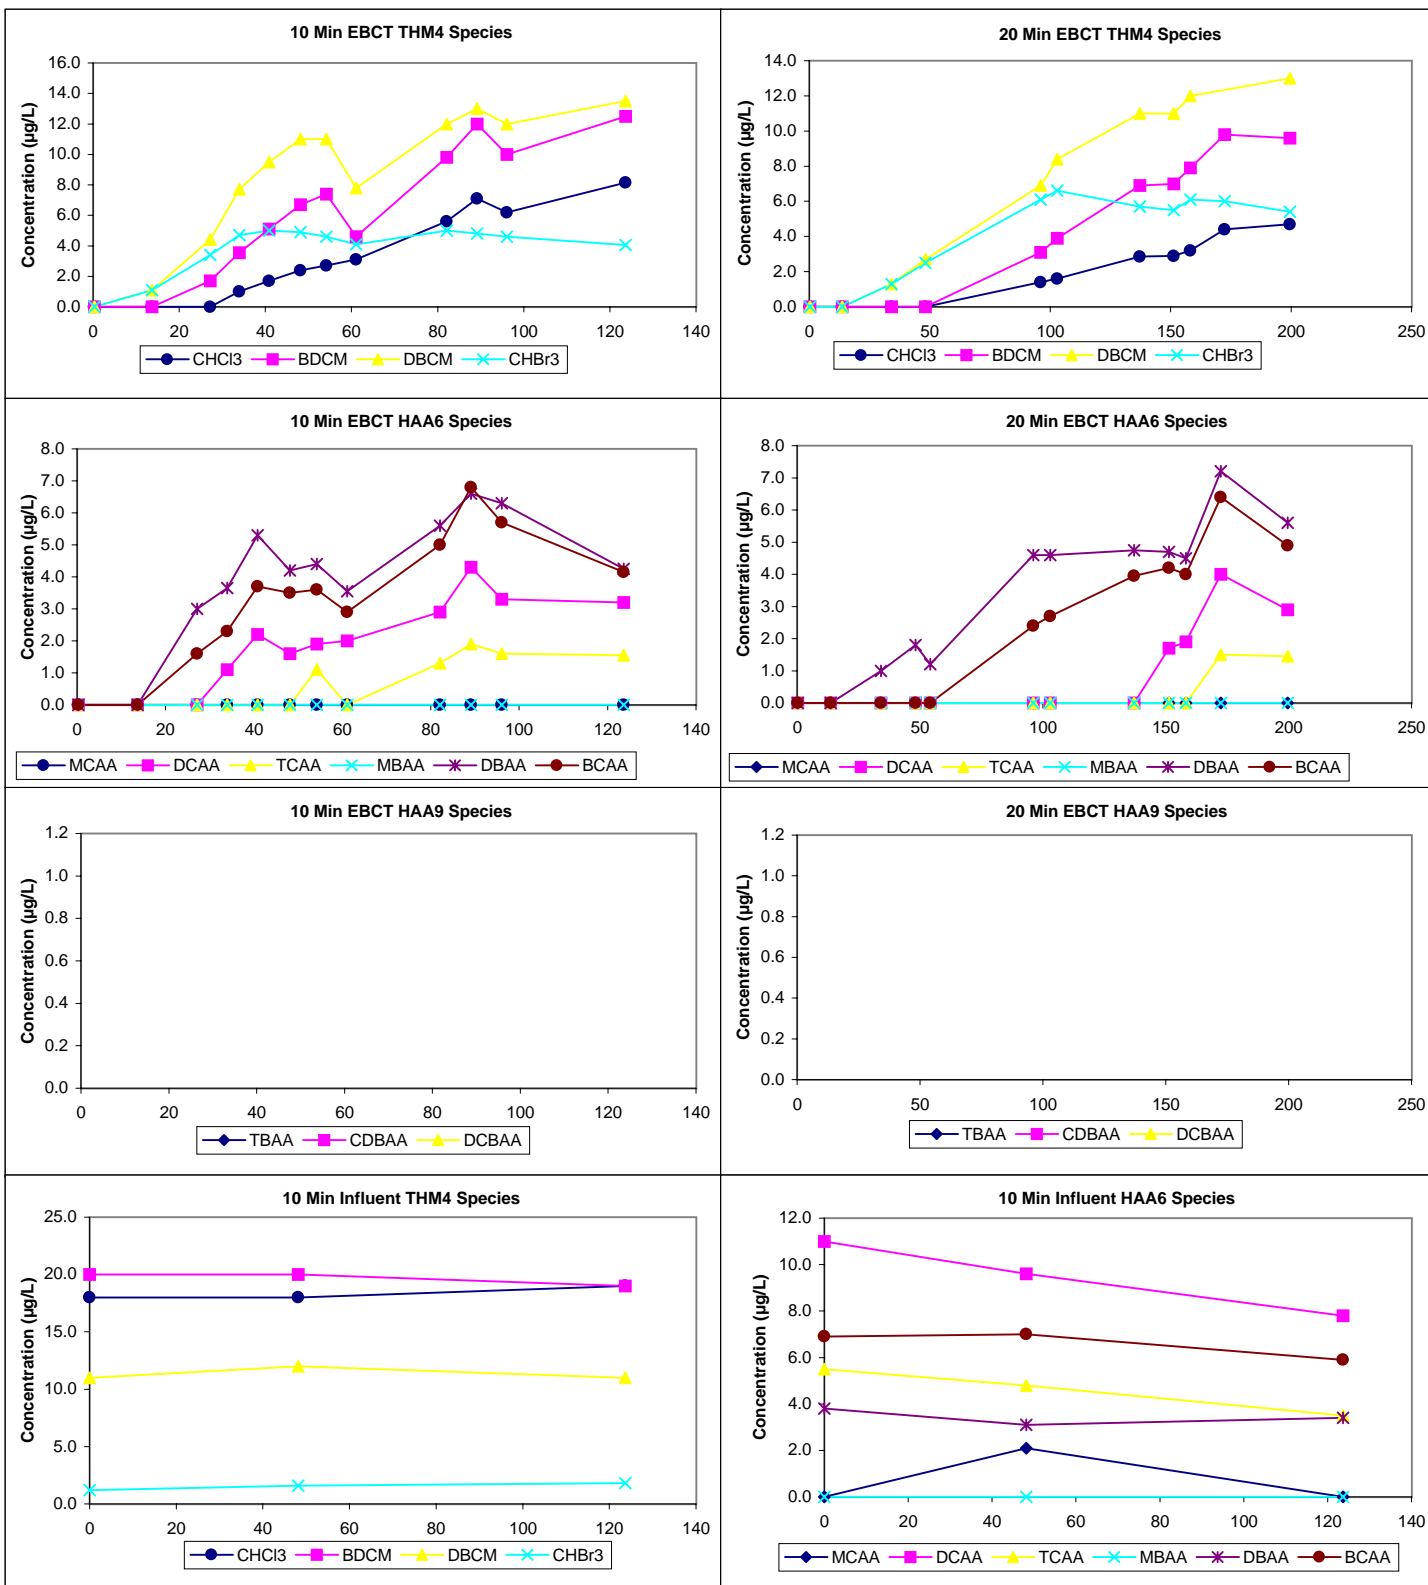 10 Min EBCT THM4 Species
Concentration (µg/L)
16.0
14.0
12.0
10.0
8.0
6.0
4.0
2.0
0.0
0 20 40 60 80 100 120 140
CHCl3 BDCM DBCM CHBr3
20 Min EBCT THM4 Species
Concentration (µg/L)
14.0
12.0
10.0
8.0
6.0
4.0
2.0
0.0
0 50 100 150 200 250
CHCl3 BDCM DBCM CHBr3
10 Min EBCT HAA6 Species
Concentration (µg/L)
8.0
7.0
6.0
5.0
4.0
3.0
2.0
1.0
0.0
0 20 40 60 80 100 120 140
MCAA DCAA TCAA MBAA DBAA BCAA
20 Min EBCT HAA6 Species
Concentration (µg/L)
8.0
7.0
6.0
5.0
4.0
3.0
2.0
1.0
0.0
0 50 100 150 200 250
MCAA DCAA TCAA MBAA DBAA BCAA
10 Min EBCT HAA9 Species
Concentration (µg/L)
1.2
1.0
0.8
0.6
0.4
0.2
0.0
0 20 40 60 80 100 120 140
TBAA CDBAA DCBAA
20 Min EBCT HAA9 Species
Concentration (µg/L)
1.2
1.0
0.8
0.6
0.4
0.2
0.0
0 50 100 150 200 250
TBAA CDBAA DCBAA
10 Min Influent THM4 Species
Concentration (µg/L)
25.0
20.0
15.0
10.0
5.0
0.0
0 20 40 60 80 100 120 140
CHCl3 BDCM DBCM CHBr3
10 Min Influent HAA6 Species
Concentration (µg/L)
12.0
10.0
8.0
6.0
4.0
2.0
0.0
0 20 40 60 80 100 120 140
MCAA DCAA TCAA MBAA DBAA BCAA